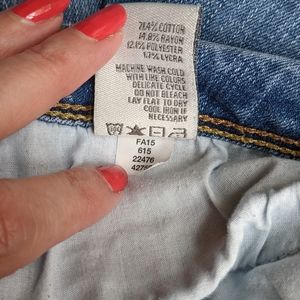 71.4% COTTON
14.8% RAYON
12.1% POLYESTER
1.7% LYCRA
MACHINE WASH COLD
WITH LIKE COLORS
DELICATE CYCLE
DO NOT BLEACH
LAY FLAT TO DRY
COOL IRON IF
NECESSARY
FA15
615
22476